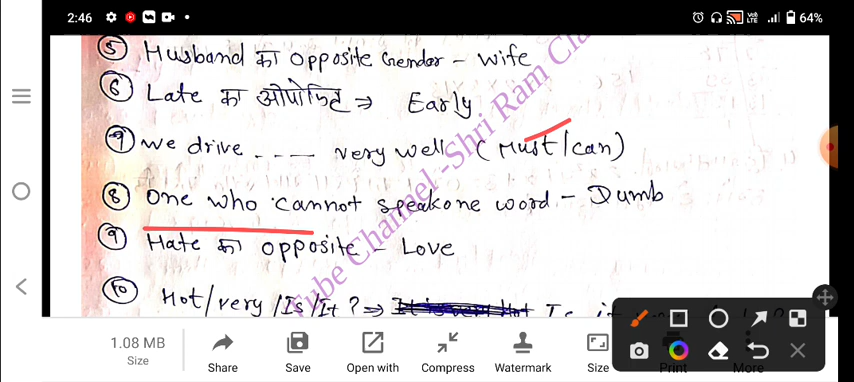 2:46 64%
⑤ Husband का opposite Gender - wife
⑥ Late का ओपोजिट ⇒ Early
⑦ we drive ---- very well (Must/can)
⑧ One who cannot speak one word - Dumb
⑨ Hate का opposite - Love
⑩ Hot/very/Is/It? ⇒
Tube Channel -Shri Ram Cla
1.08 MB
Size
Share
Save
Open with
Compress
Watermark
Size
Print
More